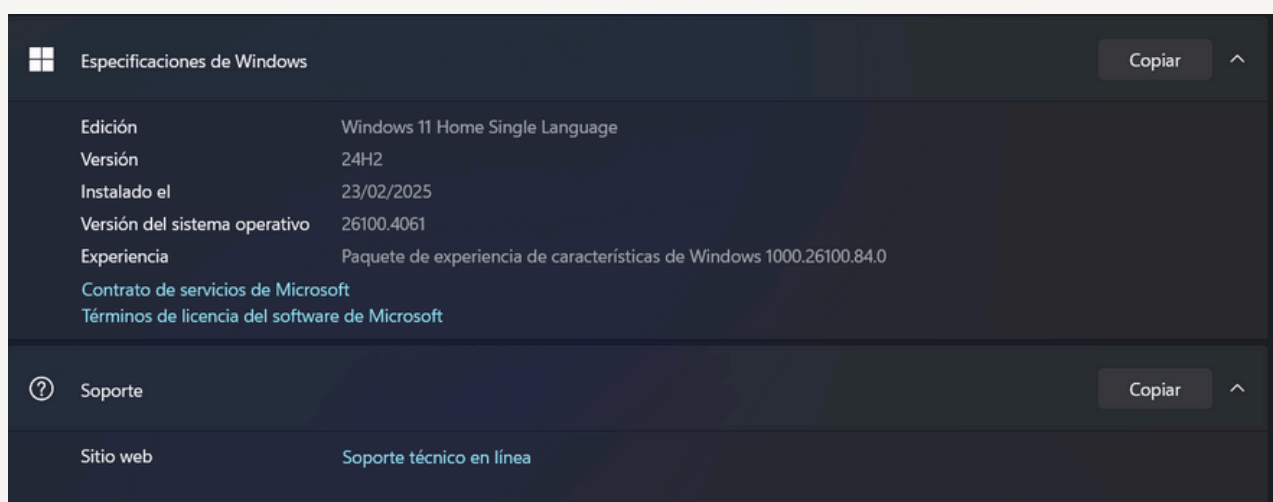 Especificaciones de Windows
Copiar
Edición Windows 11 Home Single Language
Versión 24H2
Instalado el 23/02/2025
Versión del sistema operativo 26100.4061
Experiencia Paquete de experiencia de características de Windows 1000.26100.84.0
Contrato de servicios de Microsoft
Términos de licencia del software de Microsoft
Soporte
Copiar
Sitio web Soporte técnico en línea